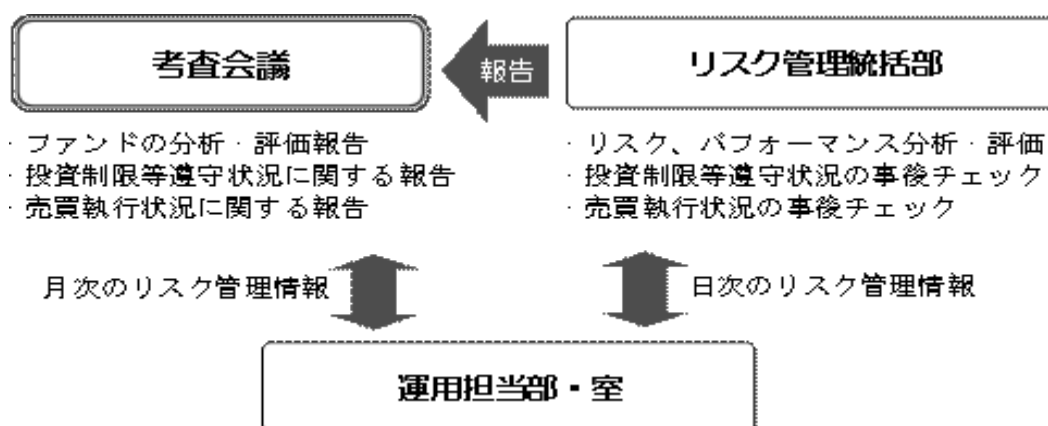 考査会議
報告
リスク管理統括部
・ファンドの分析・評価報告
・投資制限等遵守状況に関する報告
・売買執行状況に関する報告
・リスク、パフォーマンス分析・評価
・投資制限等遵守状況の事後チェック
・売買執行状況の事後チェック
月次のリスク管理情報
日次のリスク管理情報
運用担当部・室